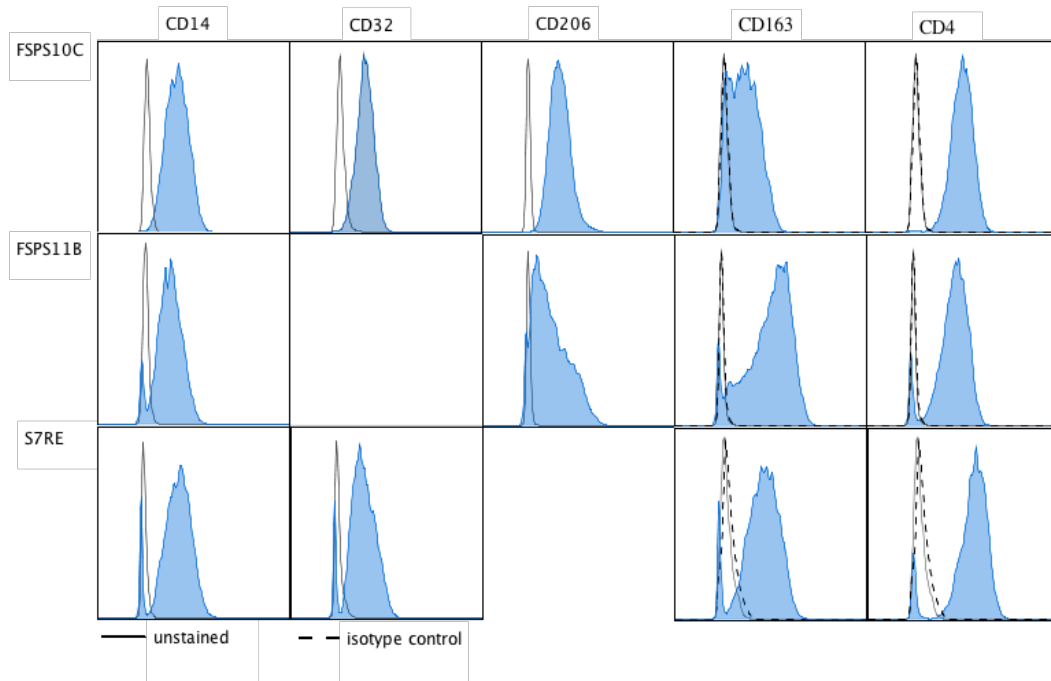 CD14 CD32 CD206 CD163 CD4
FSPS10C
FSPS11B
S7RE
unstained isotype control